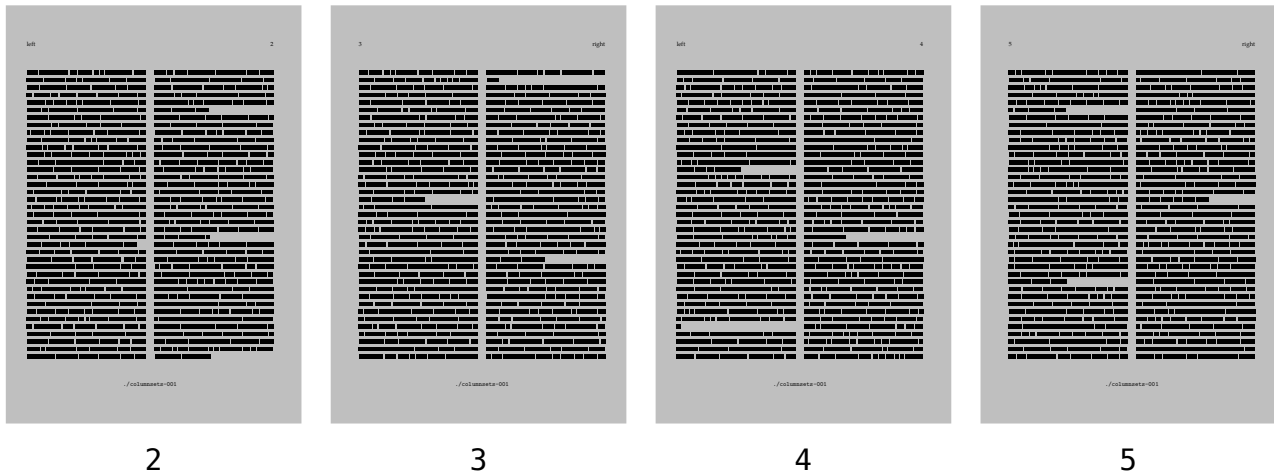 left 2
./columnsets-001
2
3 right
./columnsets-001
3
left 4
./columnsets-001
4
5 right
./columnsets-001
5